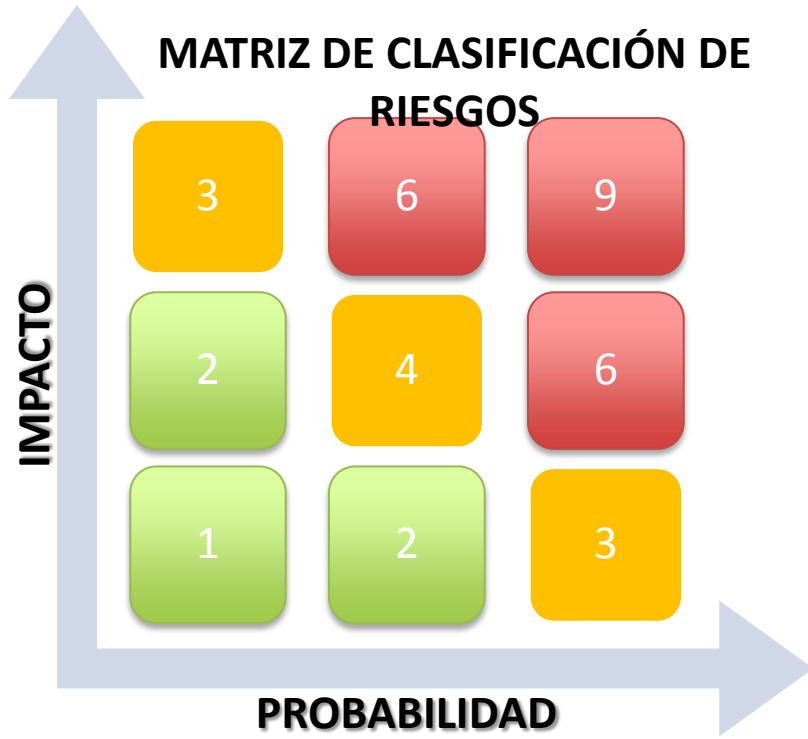 MATRIZ DE CLASIFICACIÓN DE
RIESGOS
3 6 9
IMPACTO
2 4 6
1 2 3
PROBABILIDAD